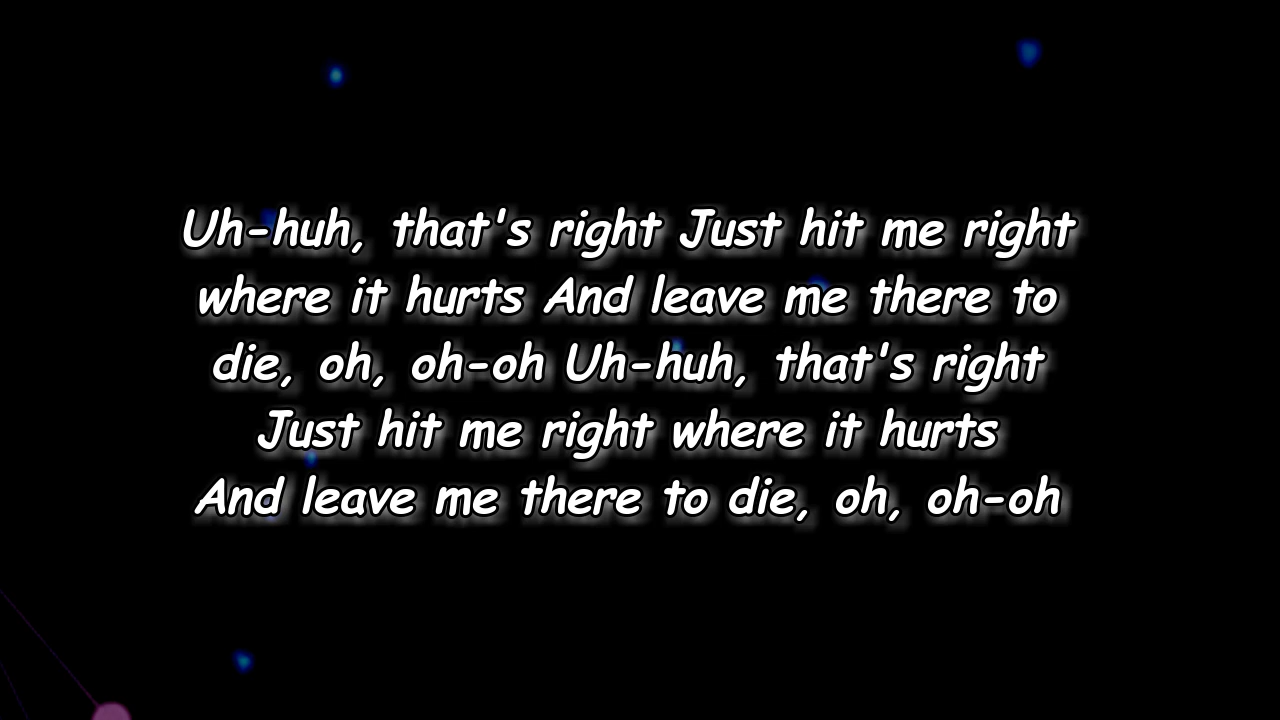 Uh-huh, that's right Just hit me right
where it hurts And leave me there to
die, oh, oh-oh Uh-huh, that's right
Just hit me right where it hurts
And leave me there to die, oh, oh-oh